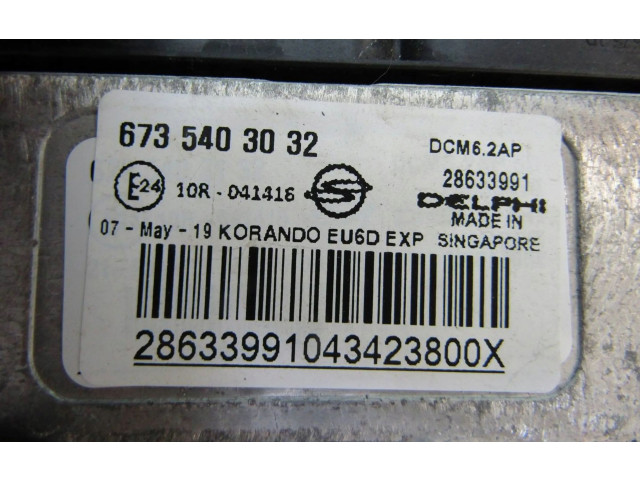 673 540 30 32
DCM6.2AP
E24 10R - 041416
28633991
DELPHI
MADE IN
07 - May - 19 KORANDO EU6D EXP SINGAPORE
28633991043423800X